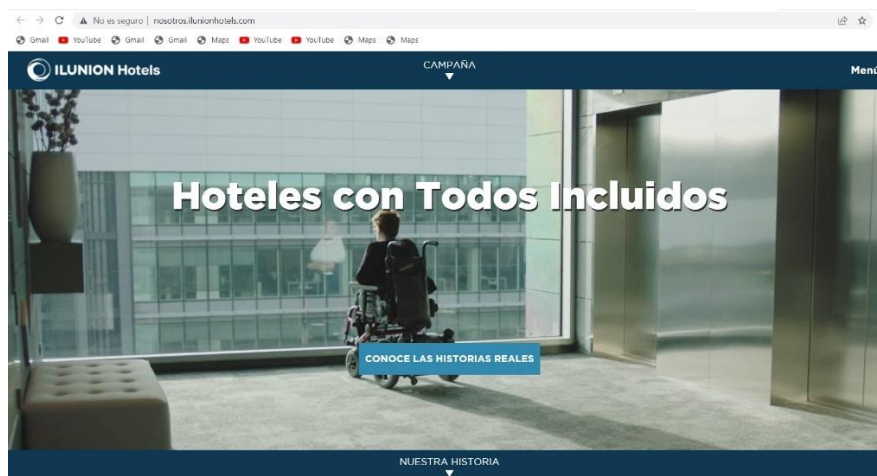 No es seguro | nosotros.ilunionhotels.com
Gmail YouTube Gmail Gmail Maps YouTube YouTube Maps Maps
ILUNION Hotels
CAMPAÑA
Menú
Hoteles con Todos Incluidos
CONOCE LAS HISTORIAS REALES
NUESTRA HISTORIA